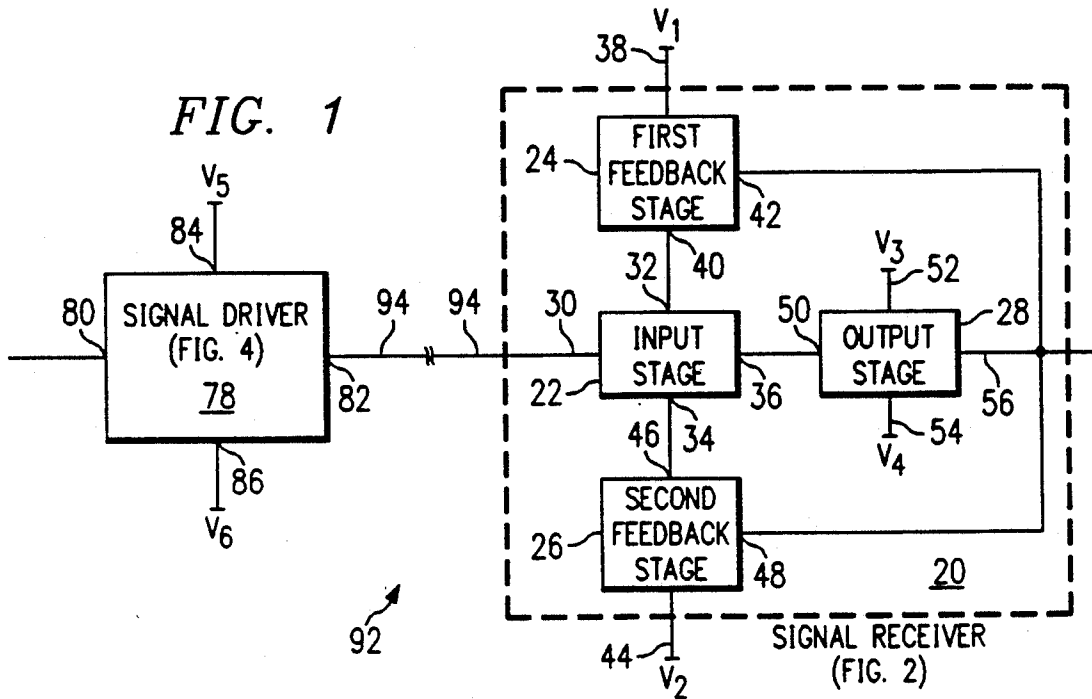 FIG. 1
V1
38
FIRST
FEEDBACK
STAGE
24
42
V5
84
32
40
V3
52
80
SIGNAL DRIVER
(FIG. 4)
78
94
94
30
INPUT
STAGE
50
OUTPUT
STAGE
28
82
22
36
56
34
54
V4
86
V6
46
SECOND
FEEDBACK
STAGE
26
48
20
92
44
V2
SIGNAL RECEIVER
(FIG. 2)